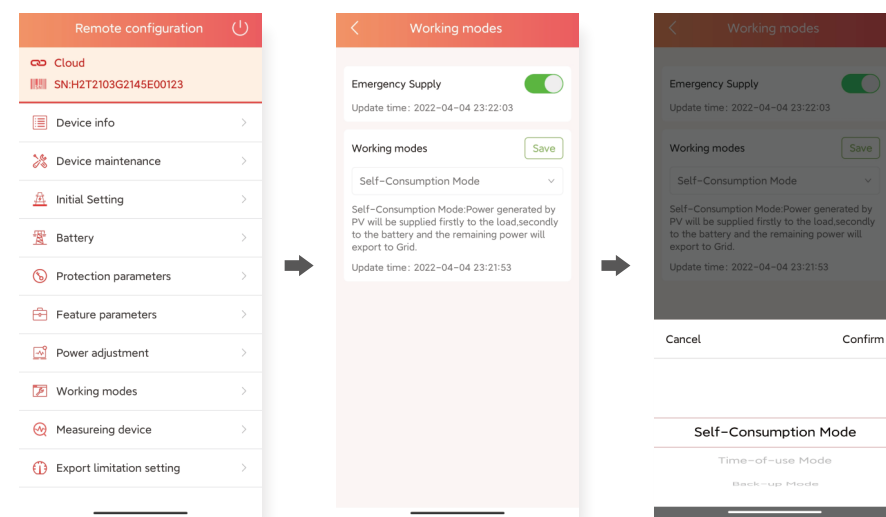 Remote configuration
Cloud
SN:H2T2103G2145E00123
Device info
Device maintenance
Initial Setting
Battery
Protection parameters
Feature parameters
Power adjustment
Working modes
Measureing device
Export limitation setting
Working modes
Emergency Supply
Update time: 2022-04-04 23:22:03
Working modes
Save
Self-Consumption Mode
Self-Consumption Mode:Power generated by
PV will be supplied firstly to the load,secondly
to the battery and the remaining power will
export to Grid.
Update time: 2022-04-04 23:21:53
Working modes
Emergency Supply
Update time: 2022-04-04 23:22:03
Working modes
Save
Self-Consumption Mode
Self-Consumption Mode:Power generated by
PV will be supplied firstly to the load,secondly
to the battery and the remaining power will
export to Grid.
Update time: 2022-04-04 23:21:53
Cancel
Confirm
Self-Consumption Mode
Time-of-use Mode
Back-up Mode